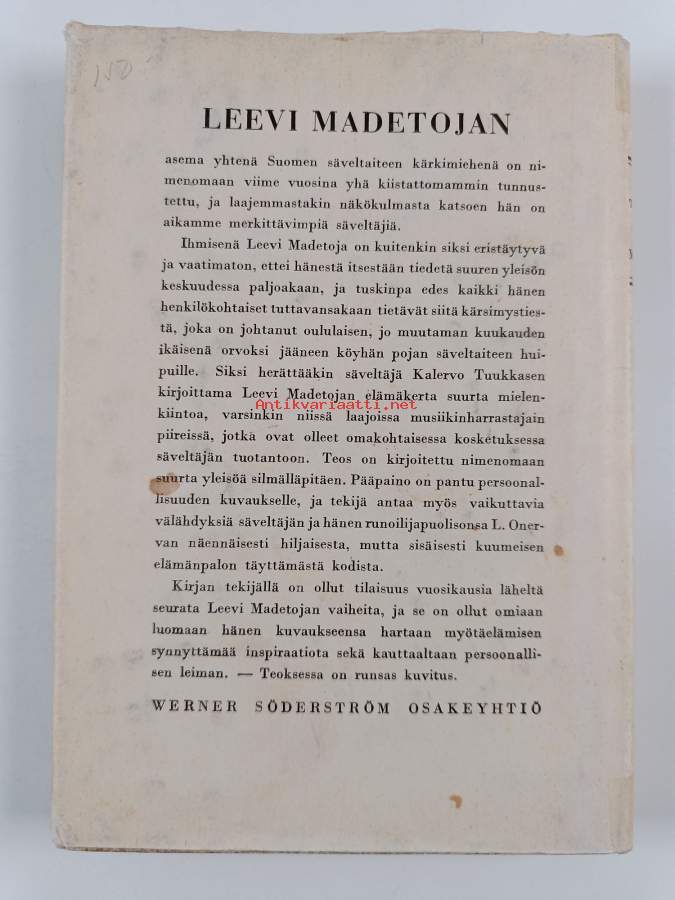 150
LEEVI MADETOJAN
asema yhtenä Suomen säveltaiteen kärkimiehenä on ni-
menomaan viime vuosina yhä kiistattomammin tunnus-
tettu, ja laajemmastakin näkökulmasta katsoen hän on
aikamme merkittävimpiä säveltäjiä.
Ihmisenä Leevi Madetoja on kuitenkin siksi eristäytyvä
ja vaatimaton, ettei hänestä itsestään tiedetä suuren yleisön
keskuudessa paljoakaan, ja tuskinpa edes kaikki hänen
henkilökohtaiset tuttavansakaan tietävät siitä kärsimysties-
tä, joka on johtanut oululaisen, jo muutaman kuukauden
ikäisenä orvoksi jääneen köyhän pojan säveltaiteen hui-
puille. Siksi herättääkin säveltäjä Kalervo Tuukkasen
kirjoittama Leevi Madetojan elämäkerta suurta mielen-
Antikvariaatti.net
kiintoa, varsinkin niissä laajoissa musiikinharrastajain
piireissä, jotka ovat olleet omakohtaisessa kosketuksessa
säveltäjän tuotantoon. Teos on kirjoitettu nimenomaan
suurta yleisöä silmälläpitäen. Pääpaino on pantu persoonal-
lisuuden kuvaukselle, ja tekijä antaa myös vaikuttavia
välähdyksiä säveltäjän ja hänen runoilijapuolisonsa L. Oner-
van näennäisesti hiljaisesta, mutta sisäisesti kuumeisen
elämänpalon täyttämästä kodista.
Kirjan tekijällä on ollut tilaisuus vuosikausia läheltä
seurata Leevi Madetojan vaiheita, ja se on ollut omiaan
luomaan hänen kuvaukseensa hartaan myötäelämisen
synnyttämää inspiraatiota sekä kauttaaltaan persoonalli-
sen leiman. — Teoksessa on runsas kuvitus.
WERNER SÖDERSTRÖM OSAKEYHTIÖ